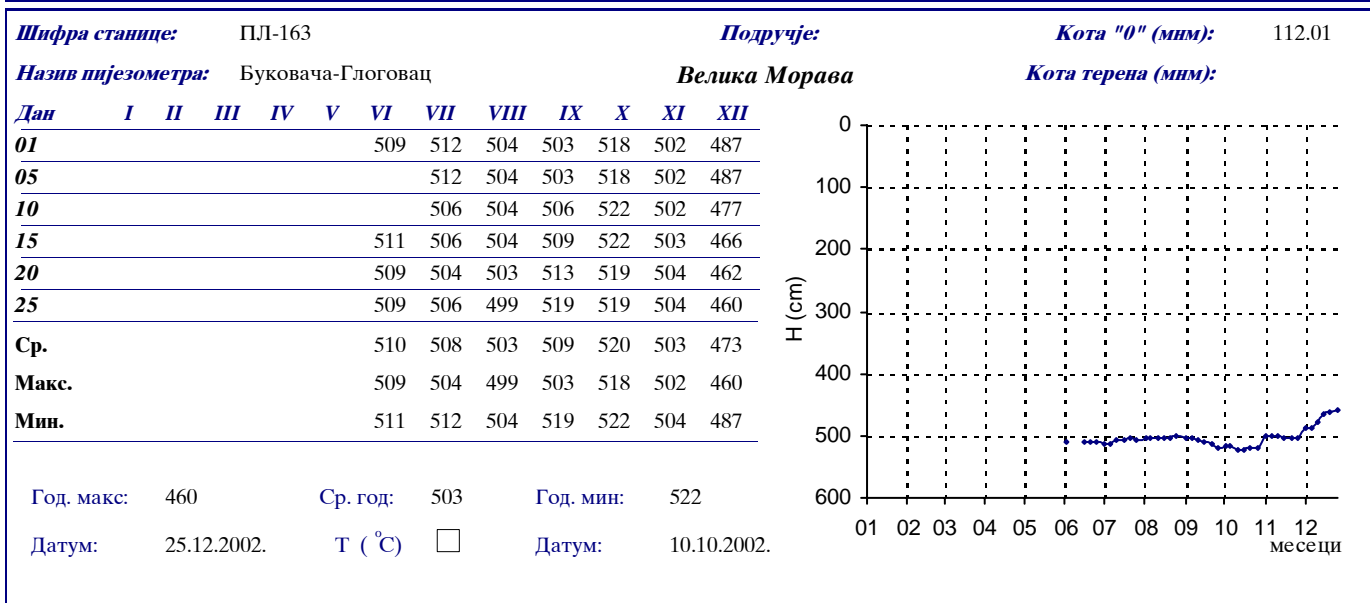 Шифра станице: ПЛ-163 Подручје: Кота "0" (мнм): 112.01
Назив пијезометра: Буковача-Глоговац Велика Морава Кота терена (мнм):
Дан I II III IV V VI VII VIII IX X XI XII
01 509 512 504 503 518 502 487
05 512 504 503 518 502 487
10 506 504 506 522 502 477
15 511 506 504 509 522 503 466
20 509 504 503 513 519 504 462
25 509 506 499 519 519 504 460
Ср. 510 508 503 509 520 503 473
Макс. 509 504 499 503 518 502 460
Мин. 511 512 504 519 522 504 487
Год. макс: 460 Ср. год: 503 Год. мин: 522
Датум: 25.12.2002. T ( °C) Датум: 10.10.2002.
H (cm)
0
100
200
300
400
500
600
01 02 03 04 05 06 07 08 09 10 11 12
месеци